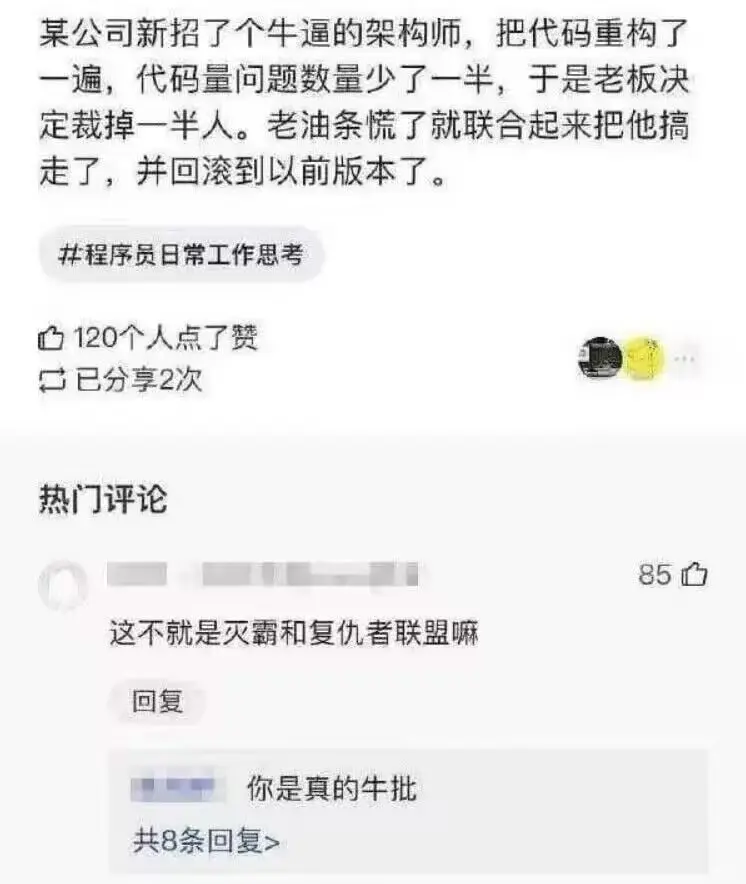 某公司新招了个牛逼的架构师，把代码重构了
一遍，代码量问题数量少了一半，于是老板决
定裁掉一半人。老油条慌了就联合起来把他搞
走了，并回滚到以前版本了。
#程序员日常工作思考
120个人点了赞
已分享2次
热门评论
85
这不就是灭霸和复仇者联盟嘛
回复
你是真的牛批
共8条回复>